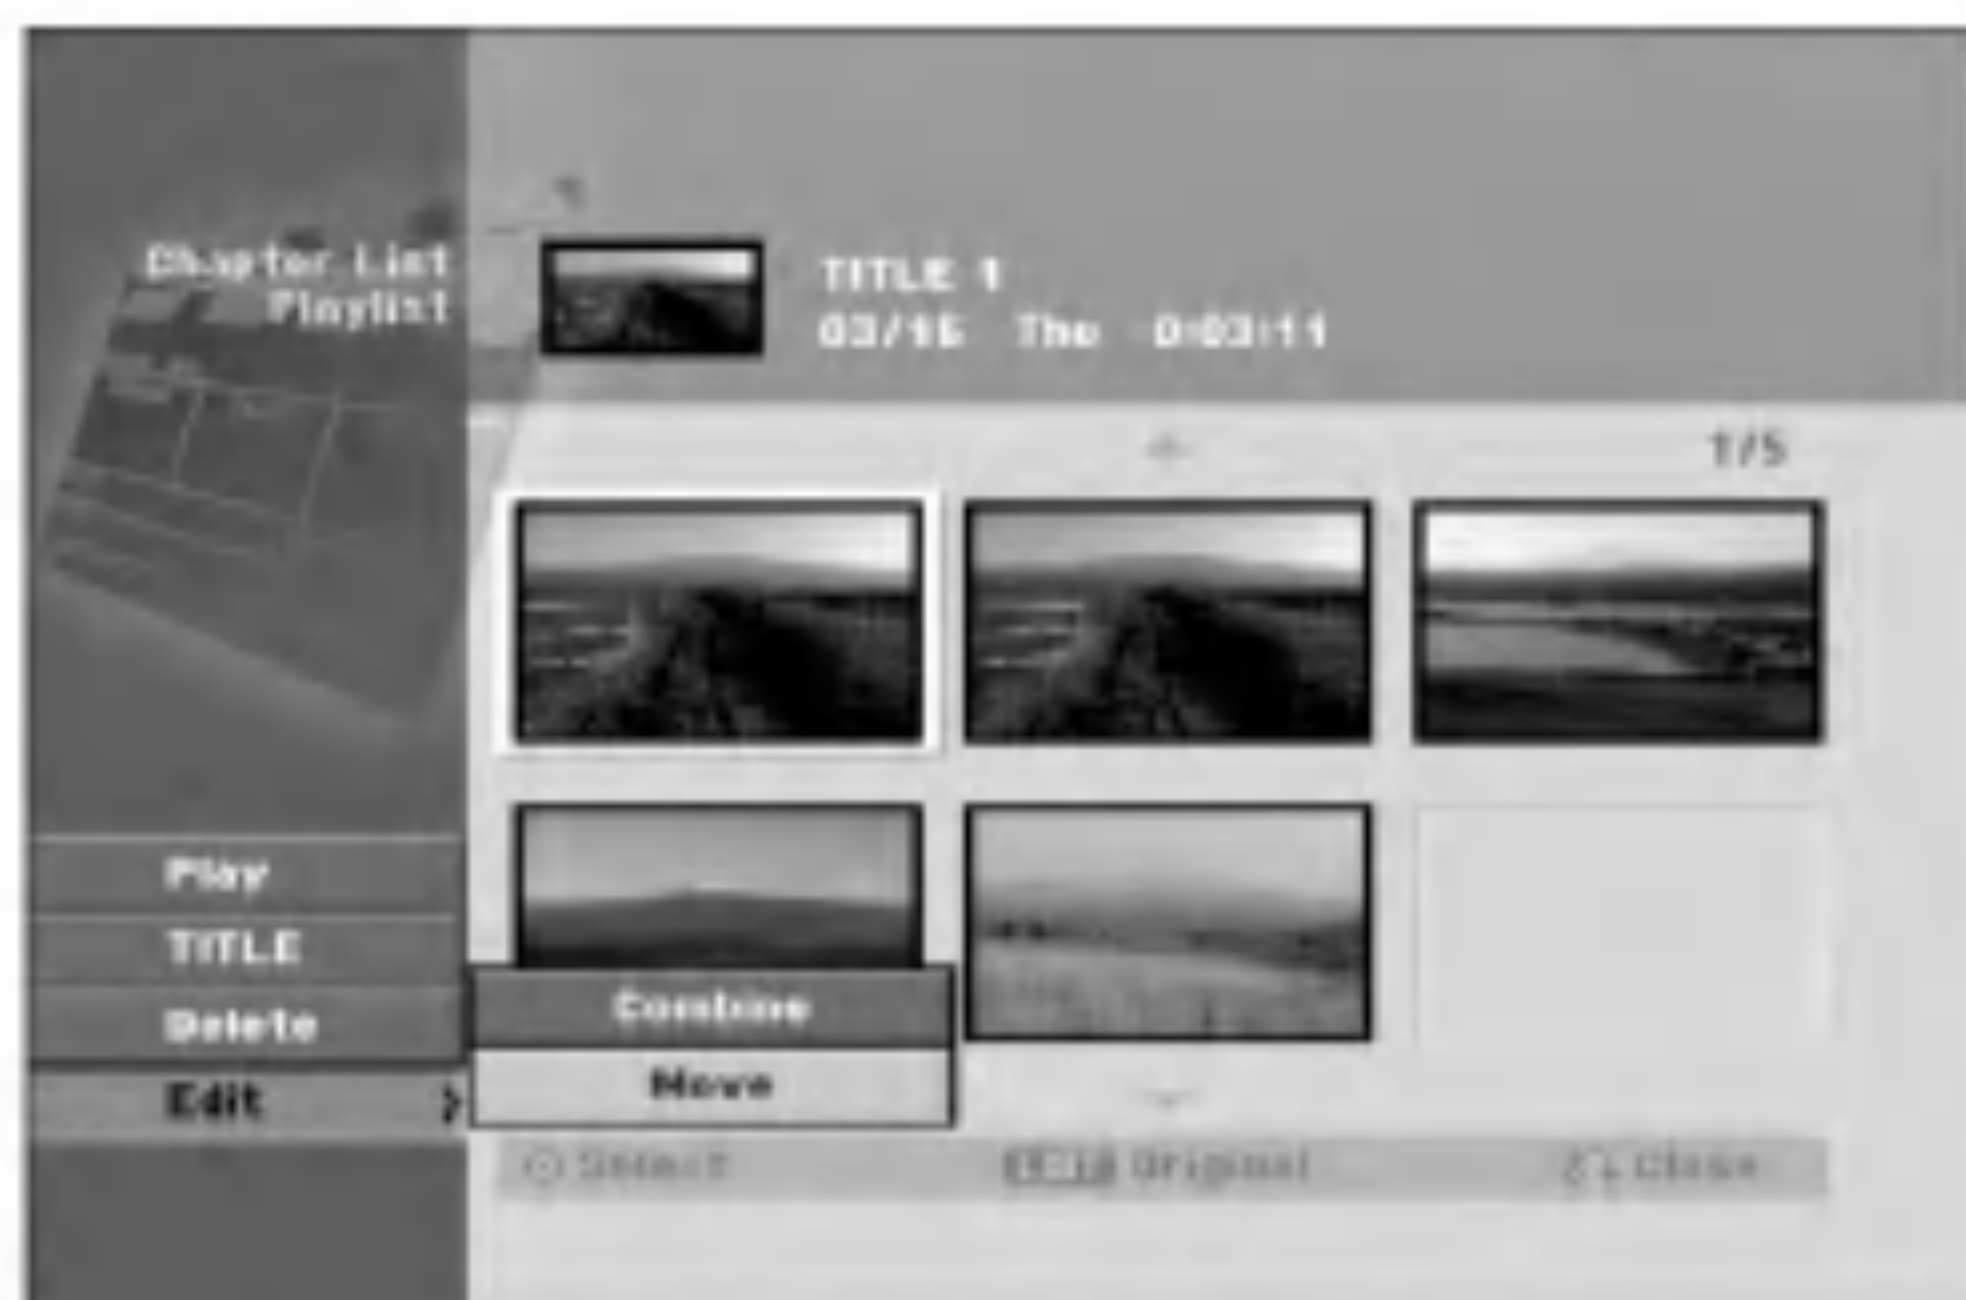 Chapter List
Playlist
TITLE 1
03/15 Thu 0:03:11
1/5
Play
TITLE
Delete
Edit
Combine
Move
Select
Original
Close